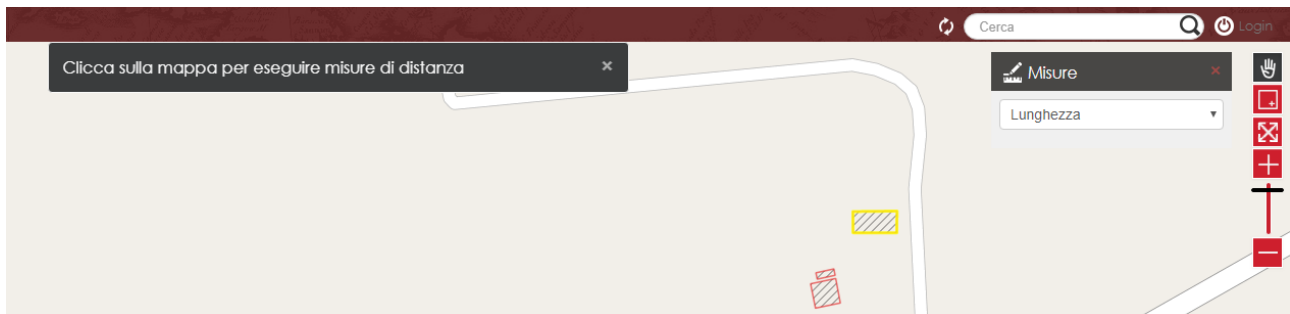 Cerca
Login
Clicca sulla mappa per eseguire misure di distanza ×
Misure ×
Lunghezza